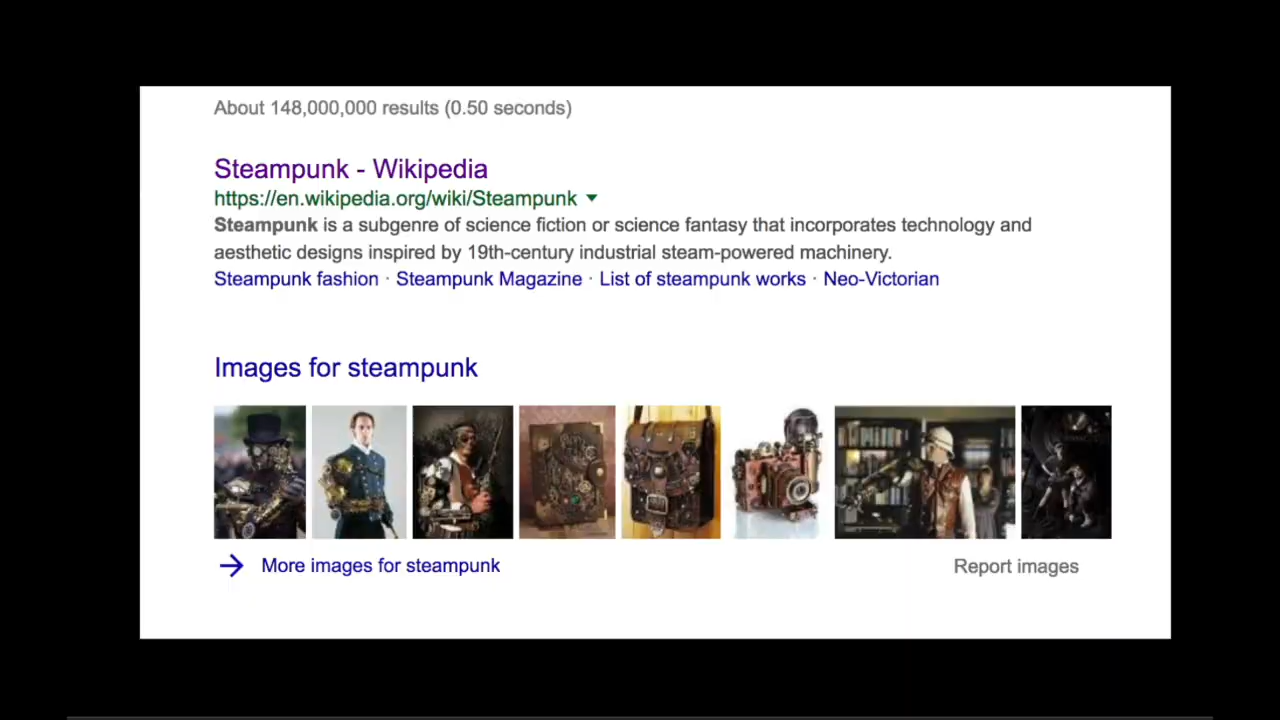 About 148,000,000 results (0.50 seconds)
Steampunk - Wikipedia
https://en.wikipedia.org/wiki/Steampunk
Steampunk is a subgenre of science fiction or science fantasy that incorporates technology and
aesthetic designs inspired by 19th-century industrial steam-powered machinery.
Steampunk fashion · Steampunk Magazine · List of steampunk works · Neo-Victorian
Images for steampunk
More images for steampunk
Report images